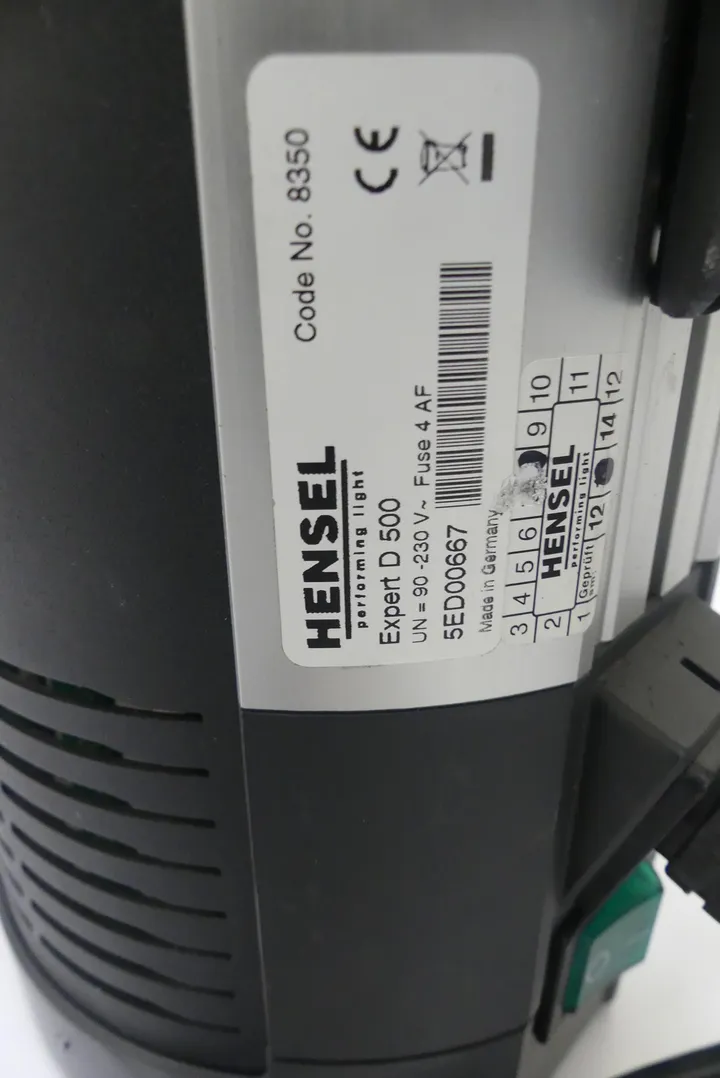 HENSEL
performing light
Code No. 8350
CE
Expert D 500
UN = 90 -230 V~ Fuse 4 AF
5ED00667
Made in Germany
3 4 5 6 9 10
2 11
HENSEL
performing light
1 Geprüft 12 14 12